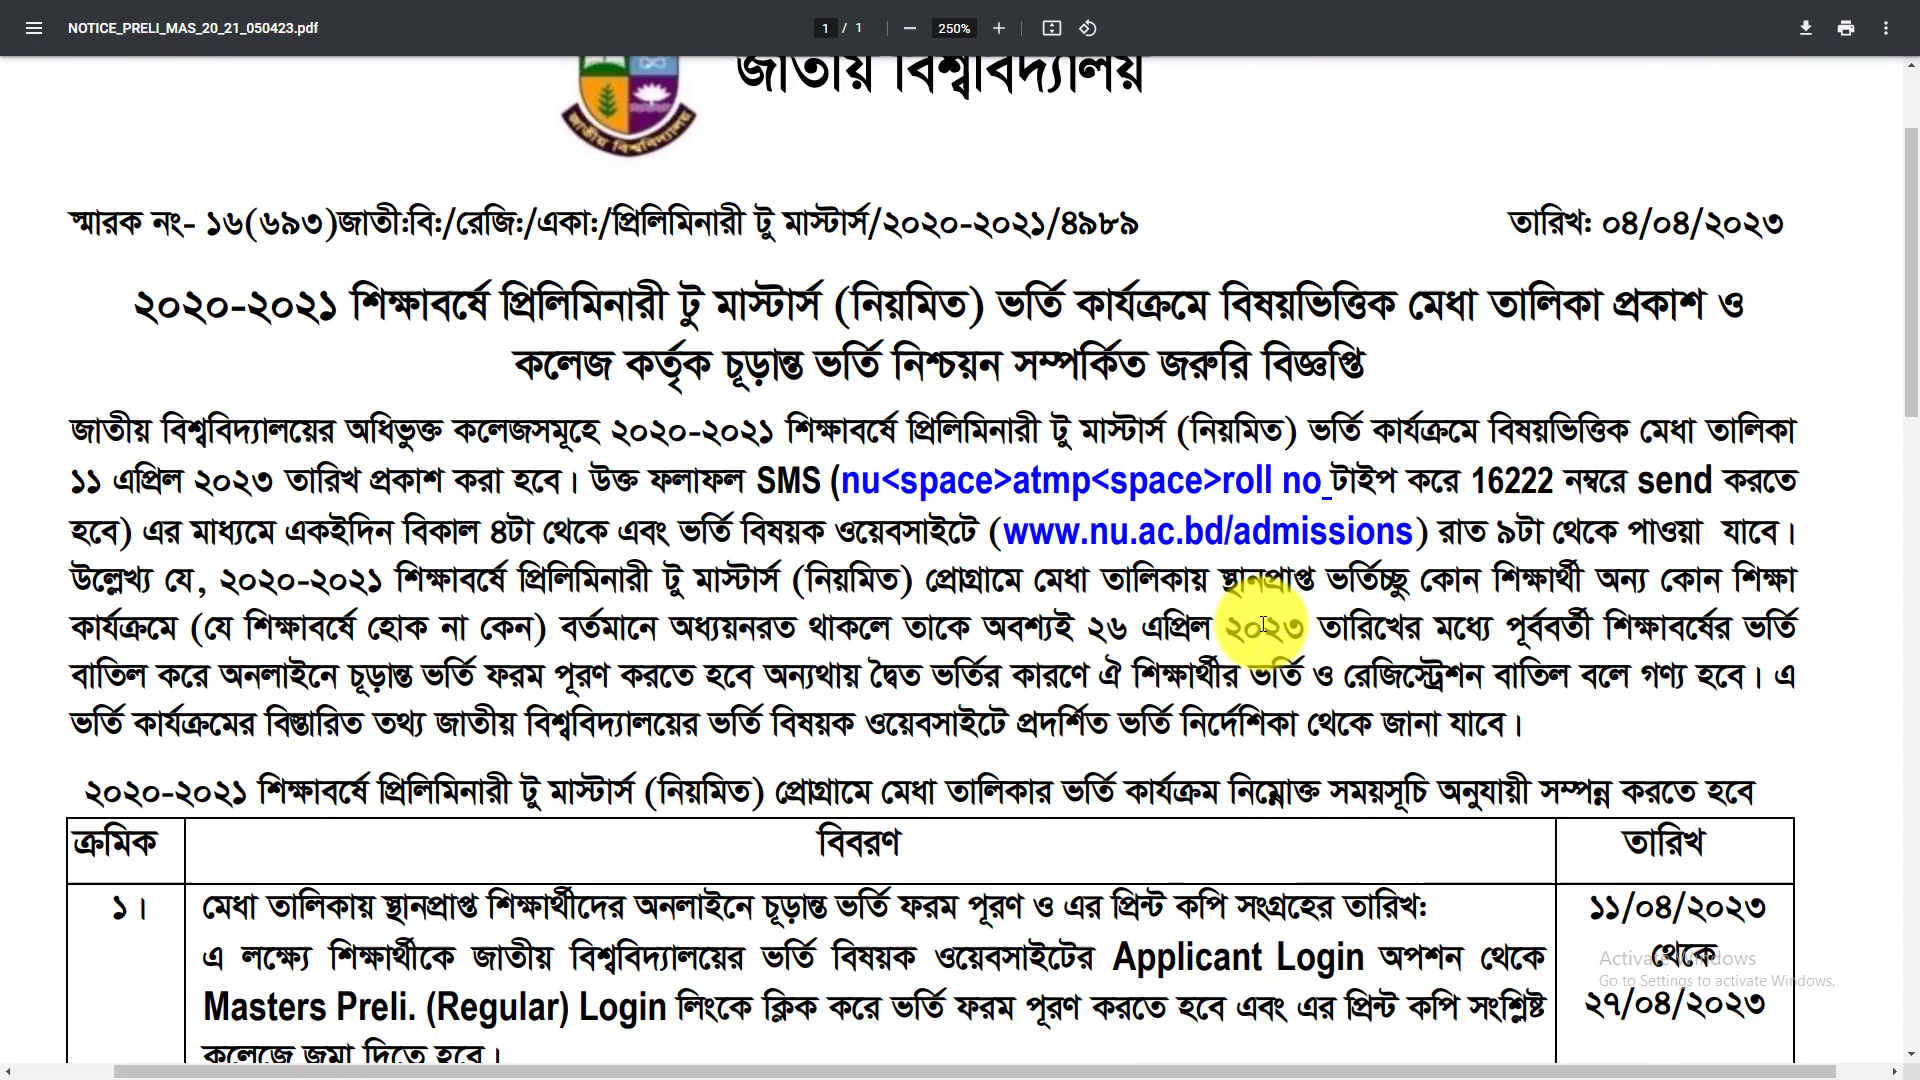 NOTICE_PRELI_MAS_20_21_050423.pdf
1 / 1
250%
জাতীয় বিশ্ববিদ্যালয়
জাতীয় বিশ্ববিদ্যালয়
স্মারক নং- ১৬(৬৯৩)জাতী:বি:/রেজি:/একা:/প্রিলিমিনারী টু মাস্টার্স/২০২০-২০২১/৪৯৮৯ তারিখ: ০৪/০৪/২০২৩
২০২০-২০২১ শিক্ষাবর্ষে প্রিলিমিনারী টু মাস্টার্স (নিয়মিত) ভর্তি কার্যক্রমে বিষয়ভিত্তিক মেধা তালিকা প্রকাশ ও
কলেজ কর্তৃক চূড়ান্ত ভর্তি নিশ্চয়ন সম্পর্কিত জরুরি বিজ্ঞপ্তি
জাতীয় বিশ্ববিদ্যালয়ের অধিভুক্ত কলেজসমূহে ২০২০-২০২১ শিক্ষাবর্ষে প্রিলিমিনারী টু মাস্টার্স (নিয়মিত) ভর্তি কার্যক্রমে বিষয়ভিত্তিক মেধা তালিকা
১১ এপ্রিল ২০২৩ তারিখ প্রকাশ করা হবে। উক্ত ফলাফল SMS (nu<space>atmp<space>roll no টাইপ করে 16222 নম্বরে send করতে
হবে) এর মাধ্যমে একইদিন বিকাল ৪টা থেকে এবং ভর্তি বিষয়ক ওয়েবসাইটে (www.nu.ac.bd/admissions) রাত ৯টা থেকে পাওয়া যাবে।
উল্লেখ্য যে, ২০২০-২০২১ শিক্ষাবর্ষে প্রিলিমিনারী টু মাস্টার্স (নিয়মিত) প্রোগ্রামে মেধা তালিকায় স্থানপ্রাপ্ত ভর্তিচ্ছু কোন শিক্ষার্থী অন্য কোন শিক্ষা
কার্যক্রমে (যে শিক্ষাবর্ষে হোক না কেন) বর্তমানে অধ্যয়নরত থাকলে তাকে অবশ্যই ২৬ এপ্রিল ২০২৩ তারিখের মধ্যে পূর্ববর্তী শিক্ষাবর্ষের ভর্তি
বাতিল করে অনলাইনে চূড়ান্ত ভর্তি ফরম পূরণ করতে হবে অন্যথায় দ্বৈত ভর্তির কারণে ঐ শিক্ষার্থীর ভর্তি ও রেজিস্ট্রেশন বাতিল বলে গণ্য হবে। এ
ভর্তি কার্যক্রমের বিস্তারিত তথ্য জাতীয় বিশ্ববিদ্যালয়ের ভর্তি বিষয়ক ওয়েবসাইটে প্রদর্শিত ভর্তি নির্দেশিকা থেকে জানা যাবে।
২০২০-২০২১ শিক্ষাবর্ষে প্রিলিমিনারী টু মাস্টার্স (নিয়মিত) প্রোগ্রামে মেধা তালিকার ভর্তি কার্যক্রম নিম্নোক্ত সময়সূচি অনুযায়ী সম্পন্ন করতে হবে
ক্রমিক বিবরণ তারিখ
১। মেধা তালিকায় স্থানপ্রাপ্ত শিক্ষার্থীদের অনলাইনে চূড়ান্ত ভর্তি ফরম পূরণ ও এর প্রিন্ট কপি সংগ্রহের তারিখ: ১১/০৪/২০২৩
এ লক্ষ্যে শিক্ষার্থীকে জাতীয় বিশ্ববিদ্যালয়ের ভর্তি বিষয়ক ওয়েবসাইটের Applicant Login অপশন থেকে থেকে
Masters Preli. (Regular) Login লিংকে ক্লিক করে ভর্তি ফরম পূরণ করতে হবে এবং এর প্রিন্ট কপি সংশ্লিষ্ট ২৭/০৪/২০২৩
কলেজে জমা দিতে হবে।
Activate Windows
Go to Settings to activate Windows.